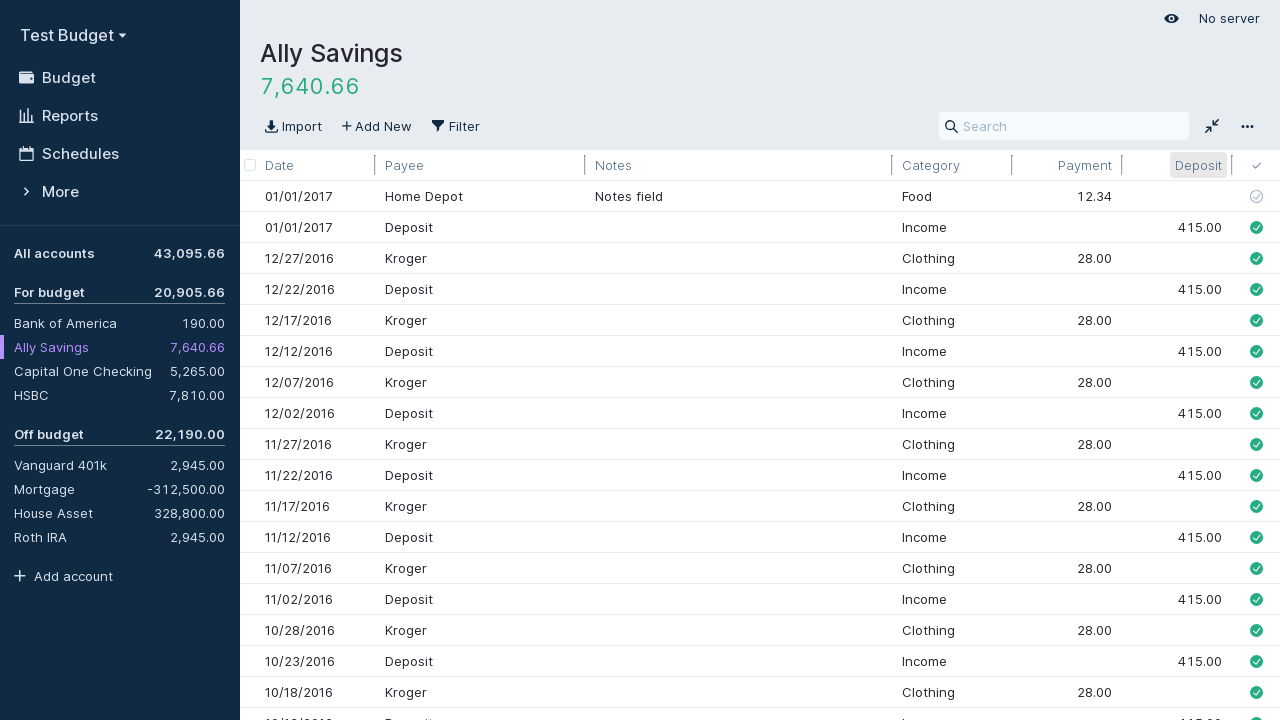 Test Budget
Budget
Reports
Schedules
More
All accounts 43,095.66
For budget 20,905.66
Bank of America 190.00
Ally Savings 7,640.66
Capital One Checking 5,265.00
HSBC 7,810.00
Off budget 22,190.00
Vanguard 401k 2,945.00
Mortgage -312,500.00
House Asset 328,800.00
Roth IRA 2,945.00
Add account
No server
Ally Savings
7,640.66
Import Add New Filter Search
Date Payee Notes Category Payment Deposit
01/01/2017 Home Depot Notes field Food 12.34
01/01/2017 Deposit Income 415.00
12/27/2016 Kroger Clothing 28.00
12/22/2016 Deposit Income 415.00
12/17/2016 Kroger Clothing 28.00
12/12/2016 Deposit Income 415.00
12/07/2016 Kroger Clothing 28.00
12/02/2016 Deposit Income 415.00
11/27/2016 Kroger Clothing 28.00
11/22/2016 Deposit Income 415.00
11/17/2016 Kroger Clothing 28.00
11/12/2016 Deposit Income 415.00
11/07/2016 Kroger Clothing 28.00
11/02/2016 Deposit Income 415.00
10/28/2016 Kroger Clothing 28.00
10/23/2016 Deposit Income 415.00
10/18/2016 Kroger Clothing 28.00